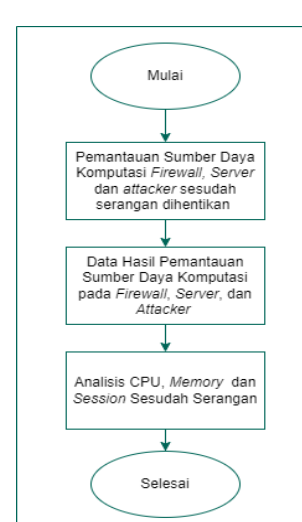 Mulai
Pemantauan Sumber Daya
Komputasi Firewall, Server
dan attacker sesudah
serangan dihentikan
Data Hasil Pemantauan
Sumber Daya Komputasi
pada Firewall, Server, dan
Attacker
Analisis CPU, Memory dan
Session Sesudah Serangan
Selesai